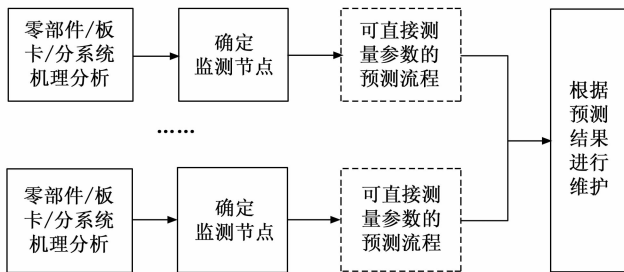 零部件/板
卡/分系统
机理分析
确定
监测节点
可直接测
量参数的
预测流程
……
零部件/板
卡/分系统
机理分析
确定
监测节点
可直接测
量参数的
预测流程
根据
预测
结果
进行
维护